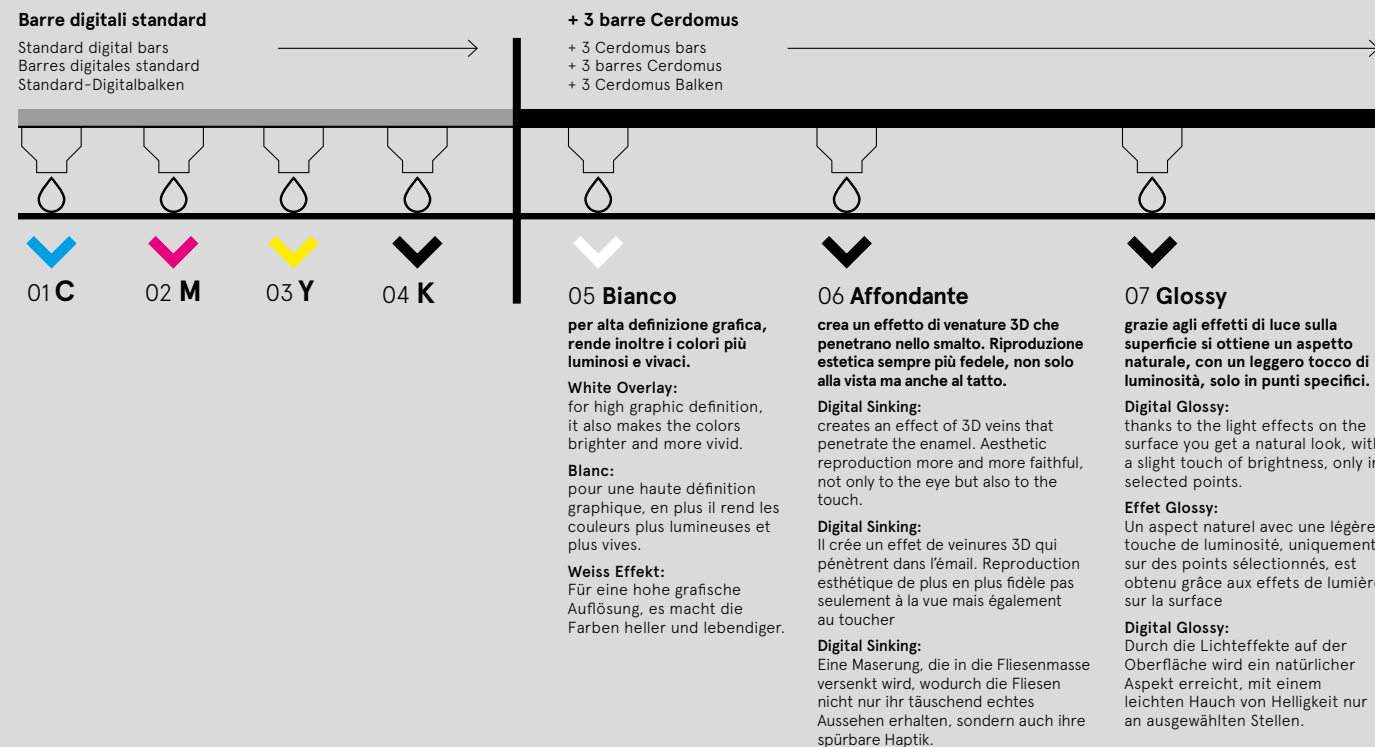 Barre digitali standard
Standard digital bars
Barres digitales standard
Standard-Digitalbalken
+ 3 barre Cerdomus
+ 3 Cerdomus bars
+ 3 barres Cerdomus
+ 3 Cerdomus Balken
01 C
02 M
03 Y
04 K
05 Bianco
per alta definizione grafica,
rende inoltre i colori più
luminosi e vivaci.
White Overlay:
for high graphic definition,
it also makes the colors
brighter and more vivid.
Blanc:
pour une haute définition
graphique, en plus il rend les
couleurs plus lumineuses et
plus vives.
Weiss Effekt:
Für eine hohe grafische
Auflösung, es macht die
Farben heller und lebendiger.
06 Affondante
crea un effetto di venature 3D che
penetrano nello smalto. Riproduzione
estetica sempre più fedele, non solo
alla vista ma anche al tatto.
Digital Sinking:
creates an effect of 3D veins that
penetrate the enamel. Aesthetic
reproduction more and more faithful,
not only to the eye but also to the
touch.
Digital Sinking:
Il crée un effet de veinures 3D qui
pénètrent dans l'émail. Reproduction
esthétique de plus en plus fidèle pas
seulement à la vue mais également
au toucher
Digital Sinking:
Eine Maserung, die in die Fliesenmasse
versenkt wird, wodurch die Fliesen
nicht nur ihr täuschend echtes
Aussehen erhalten, sondern auch ihre
spürbare Haptik.
07 Glossy
grazie agli effetti di luce sulla
superficie si ottiene un aspetto
naturale, con un leggero tocco di
luminosità, solo in punti specifici.
Digital Glossy:
thanks to the light effects on the
surface you get a natural look, with
a slight touch of brightness, only in
selected points.
Effet Glossy:
Un aspect naturel avec une légère
touche de luminosité, uniquement
sur des points sélectionnés, est
obtenu grâce aux effets de lumière
sur la surface
Digital Glossy:
Durch die Lichteffekte auf der
Oberfläche wird ein natürlicher
Aspekt erreicht, mit einem
leichten Hauch von Helligkeit nur
an ausgewählten Stellen.